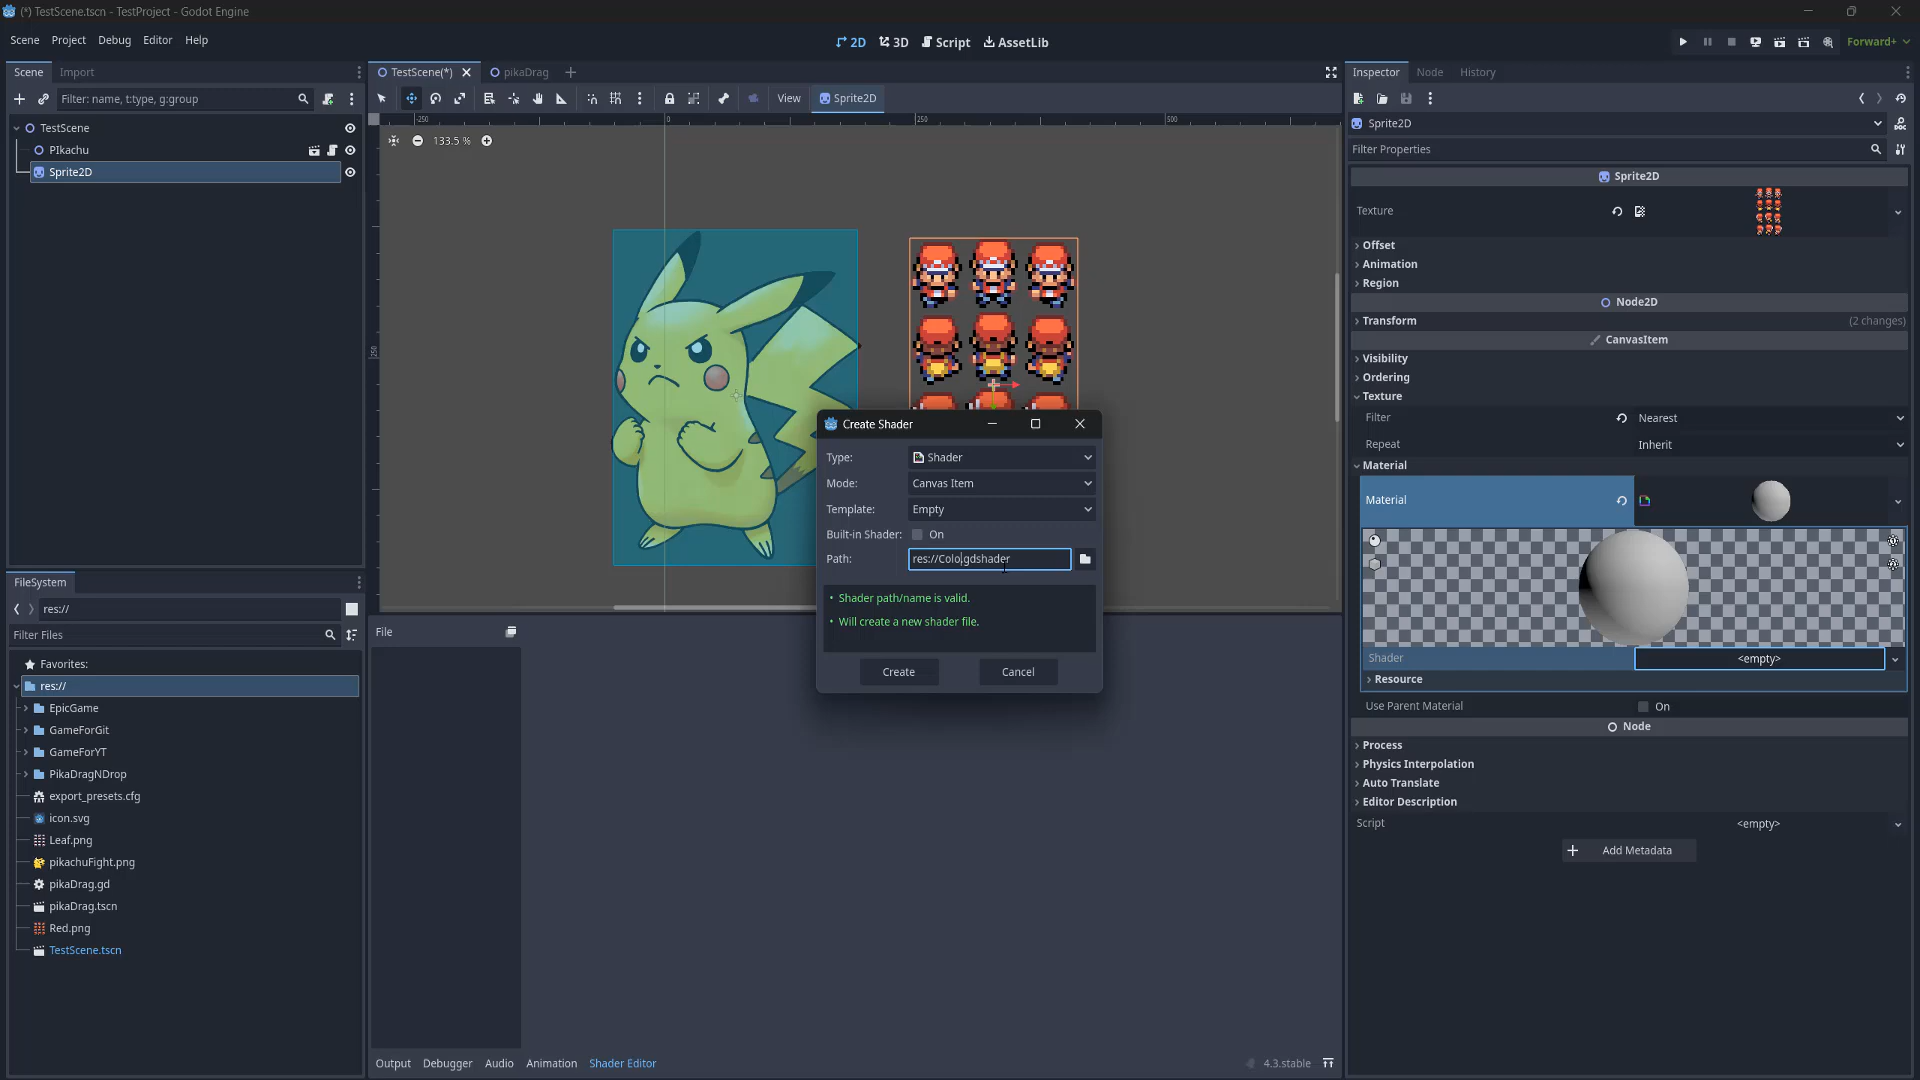 (*) TestScene.tscn - TestProject - Godot Engine
Scene Project Debug Editor Help
2D 3D Script AssetLib
Forward+
Scene Import
Filter: name, t:type, g:group
TestScene
PIkachu
Sprite2D
TestScene(*) pikaDrag
View Sprite2D
-250 0 250 500
133.5 %
250
Create Shader
Type: Shader
Mode: Canvas Item
Template: Empty
Built-in Shader: On
Path: res://Colo.gdshader
• Shader path/name is valid.
• Will create a new shader file.
Create Cancel
FileSystem
res://
Filter Files
Favorites:
res://
EpicGame
GameForGit
GameForYT
PikaDragNDrop
export_presets.cfg
icon.svg
Leaf.png
pikachuFight.png
pikaDrag.gd
pikaDrag.tscn
Red.png
TestScene.tscn
File
Output Debugger Audio Animation Shader Editor
4.3.stable
Inspector Node History
Sprite2D
Filter Properties
Sprite2D
Texture
Offset
Animation
Region
Node2D
Transform (2 changes)
CanvasItem
Visibility
Ordering
Texture
Filter Nearest
Repeat Inherit
Material
Material
Shader <empty>
Resource
Use Parent Material On
Node
Process
Physics Interpolation
Auto Translate
Editor Description
Script <empty>
Add Metadata